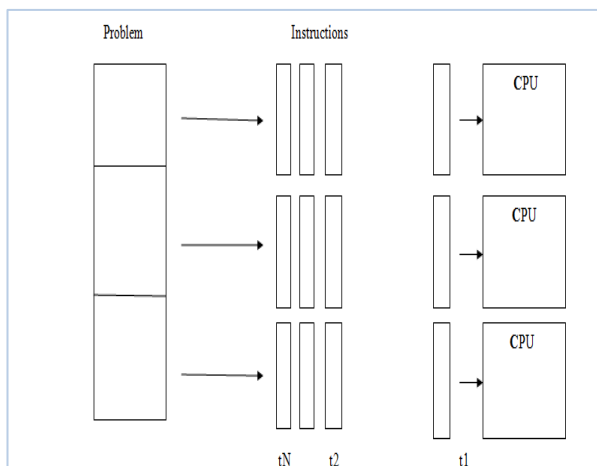 Problem
Instructions
CPU
CPU
CPU
tN
t2
t1